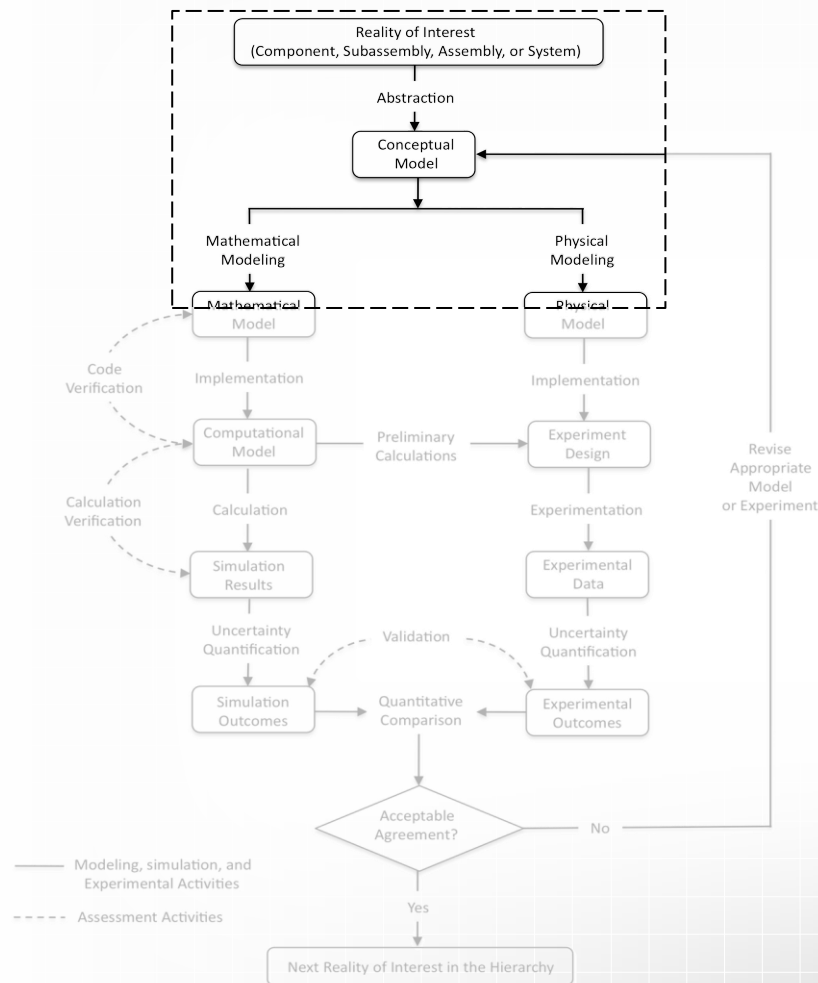 Reality of Interest
(Component, Subassembly, Assembly, or System)
Abstraction
Conceptual
Model
Mathematical
Modeling
Physical
Modeling
Mathematical
Model
Physical
Model
Code
Verification
Implementation
Implementation
Computational
Model
Preliminary
Calculations
Experiment
Design
Revise
Appropriate
Model
or Experiment
Calculation
Verification
Calculation
Experimentation
Simulation
Results
Experimental
Data
Uncertainty
Quantification
Validation
Uncertainty
Quantification
Simulation
Outcomes
Quantitative
Comparison
Experimental
Outcomes
Acceptable
Agreement?
No
Modeling, simulation, and
Experimental Activities
Assessment Activities
Yes
Next Reality of Interest in the Hierarchy